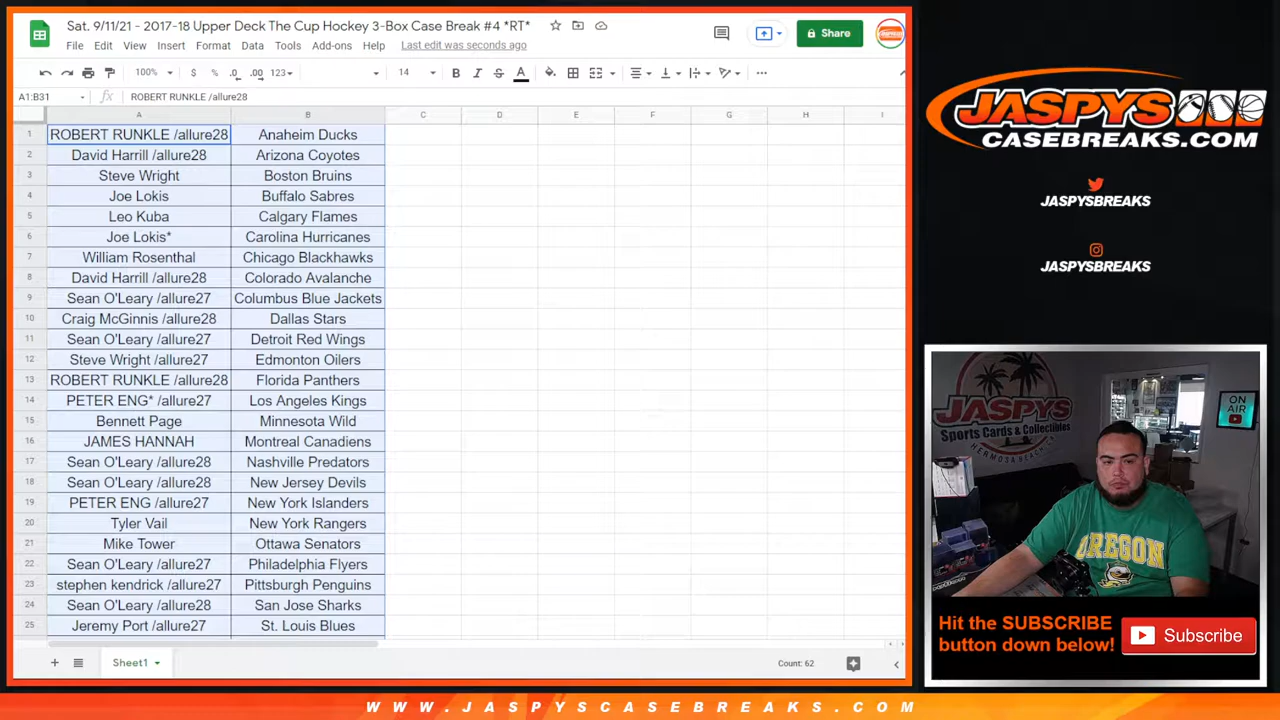 Sat. 9/11/21 - 2017-18 Upper Deck The Cup Hockey 3-Box Case Break #4 *RT*
File Edit View Insert Format Data Tools Add-ons Help Last edit was seconds ago
Share
100% $ % .0 .00 123 14 B I S A
A1:B31 fx ROBERT RUNKLE /allure28
A B C D E F G H I
1 ROBERT RUNKLE /allure28 Anaheim Ducks
2 David Harrill /allure28 Arizona Coyotes
3 Steve Wright Boston Bruins
4 Joe Lokis Buffalo Sabres
5 Leo Kuba Calgary Flames
6 Joe Lokis* Carolina Hurricanes
7 William Rosenthal Chicago Blackhawks
8 David Harrill /allure28 Colorado Avalanche
9 Sean O'Leary /allure27 Columbus Blue Jackets
10 Craig McGinnis /allure28 Dallas Stars
11 Sean O'Leary /allure27 Detroit Red Wings
12 Steve Wright /allure27 Edmonton Oilers
13 ROBERT RUNKLE /allure28 Florida Panthers
14 PETER ENG* /allure27 Los Angeles Kings
15 Bennett Page Minnesota Wild
16 JAMES HANNAH Montreal Canadiens
17 Sean O'Leary /allure28 Nashville Predators
18 Sean O'Leary /allure28 New Jersey Devils
19 PETER ENG /allure27 New York Islanders
20 Tyler Vail New York Rangers
21 Mike Tower Ottawa Senators
22 Sean O'Leary /allure27 Philadelphia Flyers
23 stephen kendrick /allure27 Pittsburgh Penguins
24 Sean O'Leary /allure28 San Jose Sharks
25 Jeremy Port /allure27 St. Louis Blues
Sheet1
Count: 62
JASPYS
CASEBREAKS.COM
JASPYSBREAKS
JASPYSBREAKS
JASPYS
Sports Cards & Collectibles
HERMOSA BEACH
ON AIR
OREGON
Hit the SUBSCRIBE
button down below!
Subscribe
WWW.JASPYSCASEBREAKS.COM